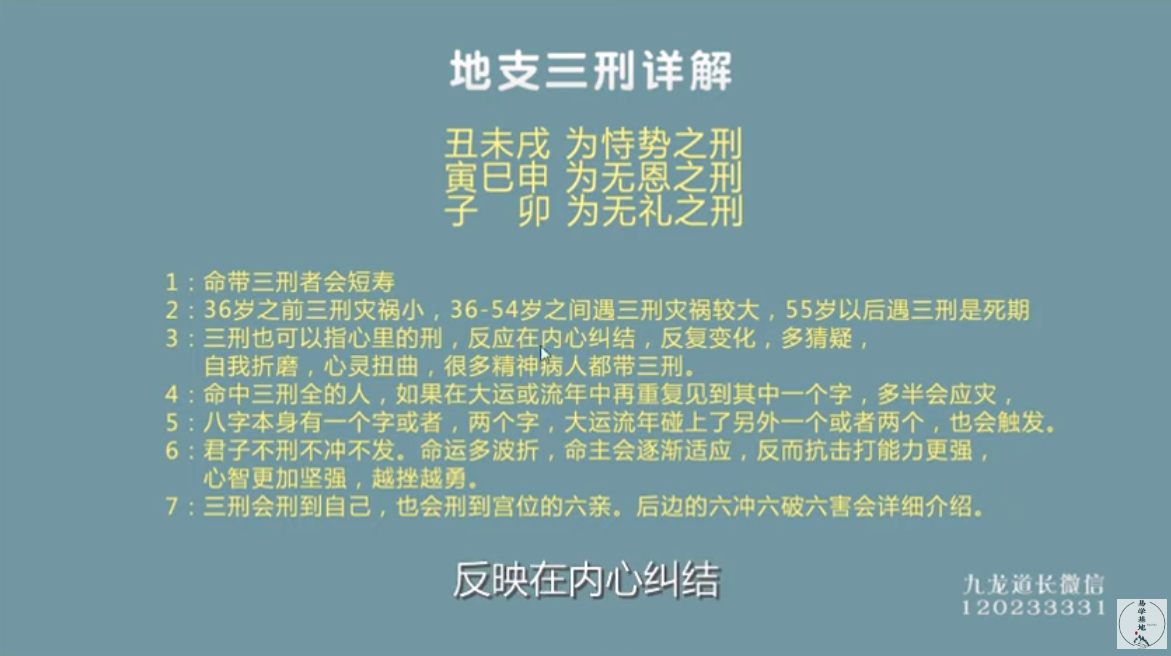 地支三刑详解
丑未戌 为恃势之刑
寅巳申 为无恩之刑
子 卯 为无礼之刑
1：命带三刑者会短寿
2：36岁之前三刑灾祸小，36-54岁之间遇三刑灾祸较大，55岁以后遇三刑是死期
3：三刑也可以指心里的刑，反应在内心纠结，反复变化，多猜疑，
自我折磨，心灵扭曲，很多精神病人都带三刑。
4：命中三刑全的人，如果在大运或流年中再重复见到其中一个字，多半会应灾，
5：八字本身有一个字或者，两个字，大运流年碰上了另外一个或者两个，也会触发。
6：君子不刑不冲不发。命运多波折，命主会逐渐适应，反而抗击打能力更强，
心智更加坚强，越挫越勇。
7：三刑会刑到自己，也会刑到宫位的六亲。后边的六冲六破六害会详细介绍。
反映在内心纠结
九龙道长微信
120233331
易学基地